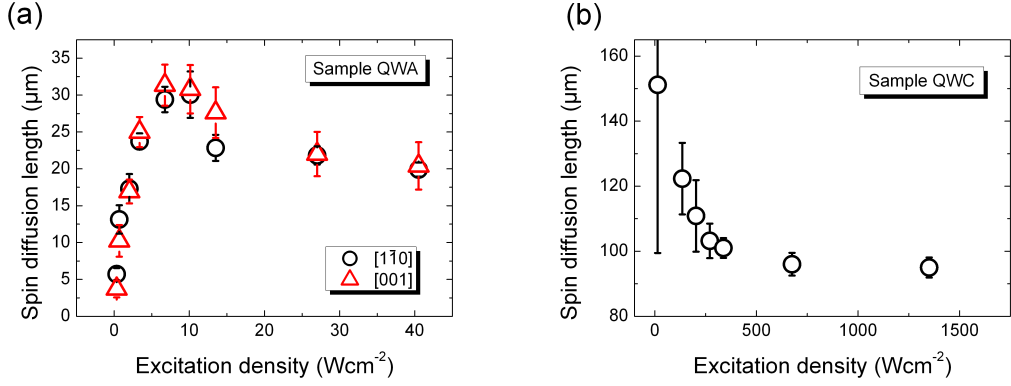 (a)
Spin diffusion length (μm)
35
30
25
20
15
10
5
0
Sample QWA
[11̄0]
[001]
0 10 20 30 40
Excitation density (Wcm⁻²)
(b)
Spin diffusion length (μm)
160
140
120
100
80
Sample QWC
0 500 1000 1500
Excitation density (Wcm⁻²)